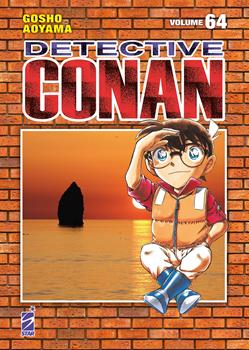 GOSHO
AOYAMA
VOLUME 64
DETECTIVE
CONAN
STAR